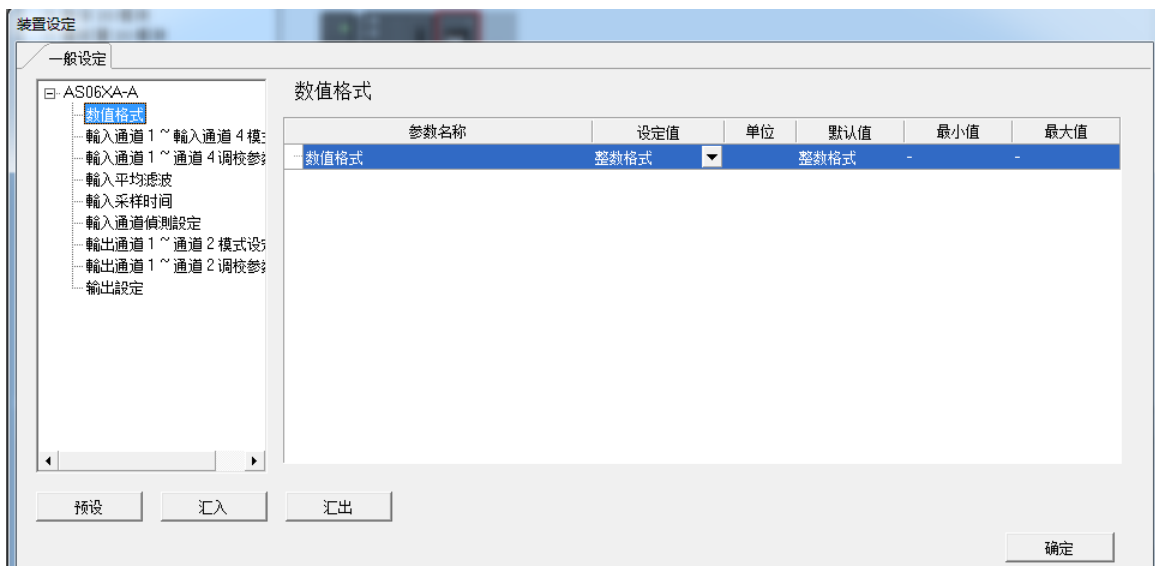 装置设定
一般设定
AS06XA-A
数值格式
輸入通道1~輸入通道4模
輸入通道1~通道4调校参
輸入平均滤波
輸入采样时间
輸入通道偵測設定
輸出通道1~通道2模式设
輸出通道1~通道2调校参
输出設定
数值格式
参数名称 设定值 单位 默认值 最小值 最大值
数值格式 整数格式 整数格式 - -
预设 汇入 汇出
确定